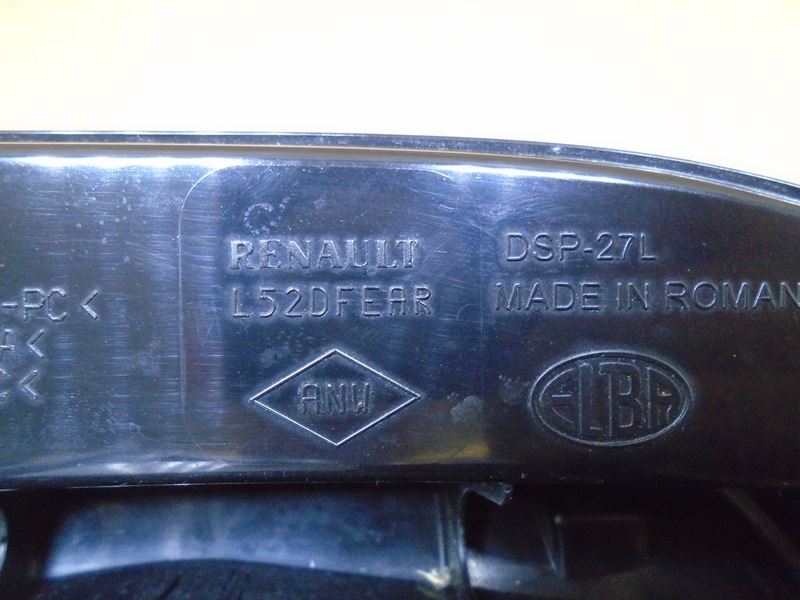 RENAULT
L52DFEAR
ANW
DSP-27L
MADE IN ROMAN
ELBA
-PC<
A<
<